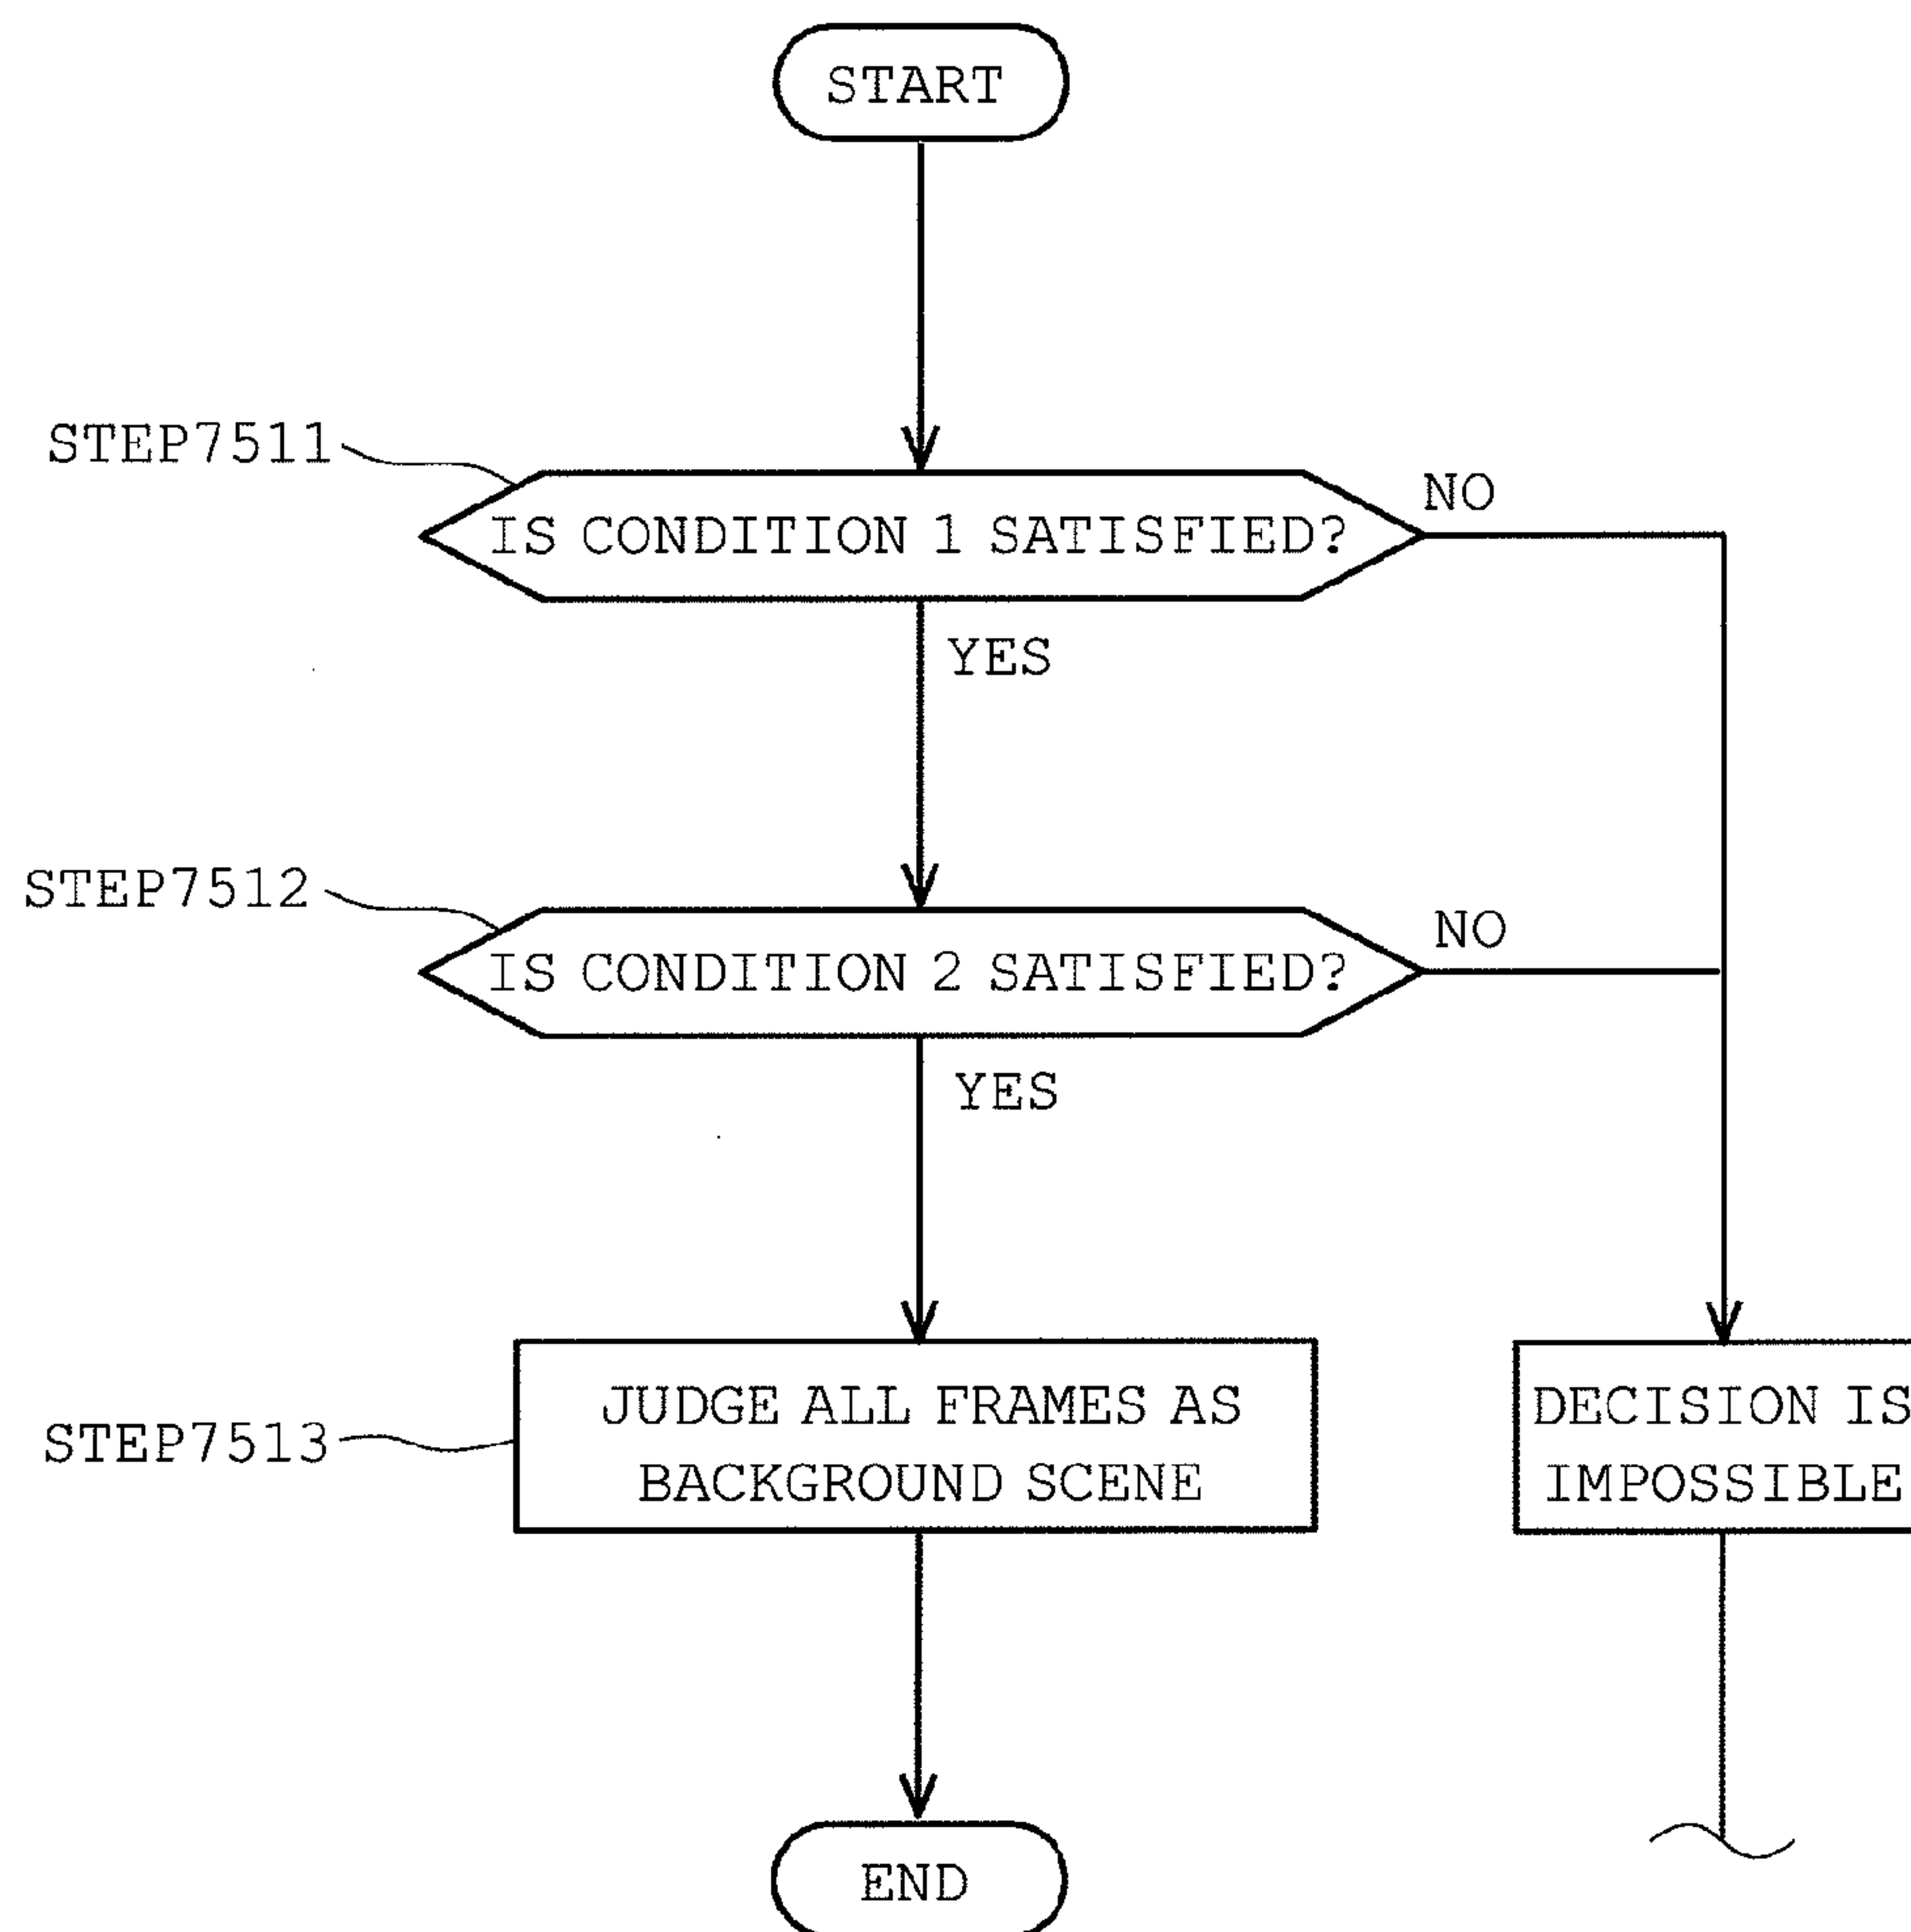 START
STEP7511
NO
IS CONDITION 1 SATISFIED?
YES
STEP7512
NO
IS CONDITION 2 SATISFIED?
YES
STEP7513
JUDGE ALL FRAMES AS
BACKGROUND SCENE
DECISION IS
IMPOSSIBLE
END